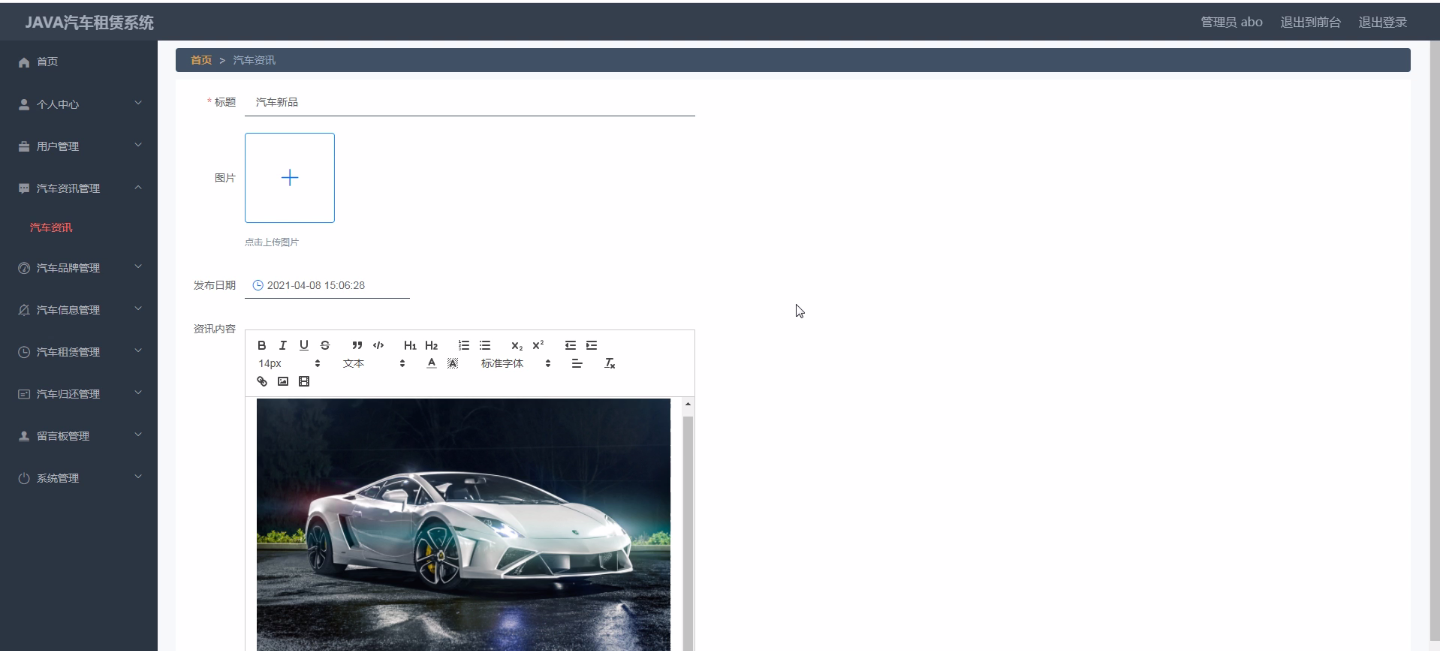 JAVA汽车租赁系统
管理员 abo 退出到前台 退出登录
首页
个人中心
用户管理
汽车资讯管理
汽车资讯
汽车品牌管理
汽车信息管理
汽车租赁管理
汽车归还管理
留言板管理
系统管理
首页 > 汽车资讯
* 标题 汽车新品
图片
点击上传图片
发布日期 2021-04-08 15:06:28
资讯内容
B I U S H1 H2 X2 X2
14px 文本 A A 标准字体 Tx